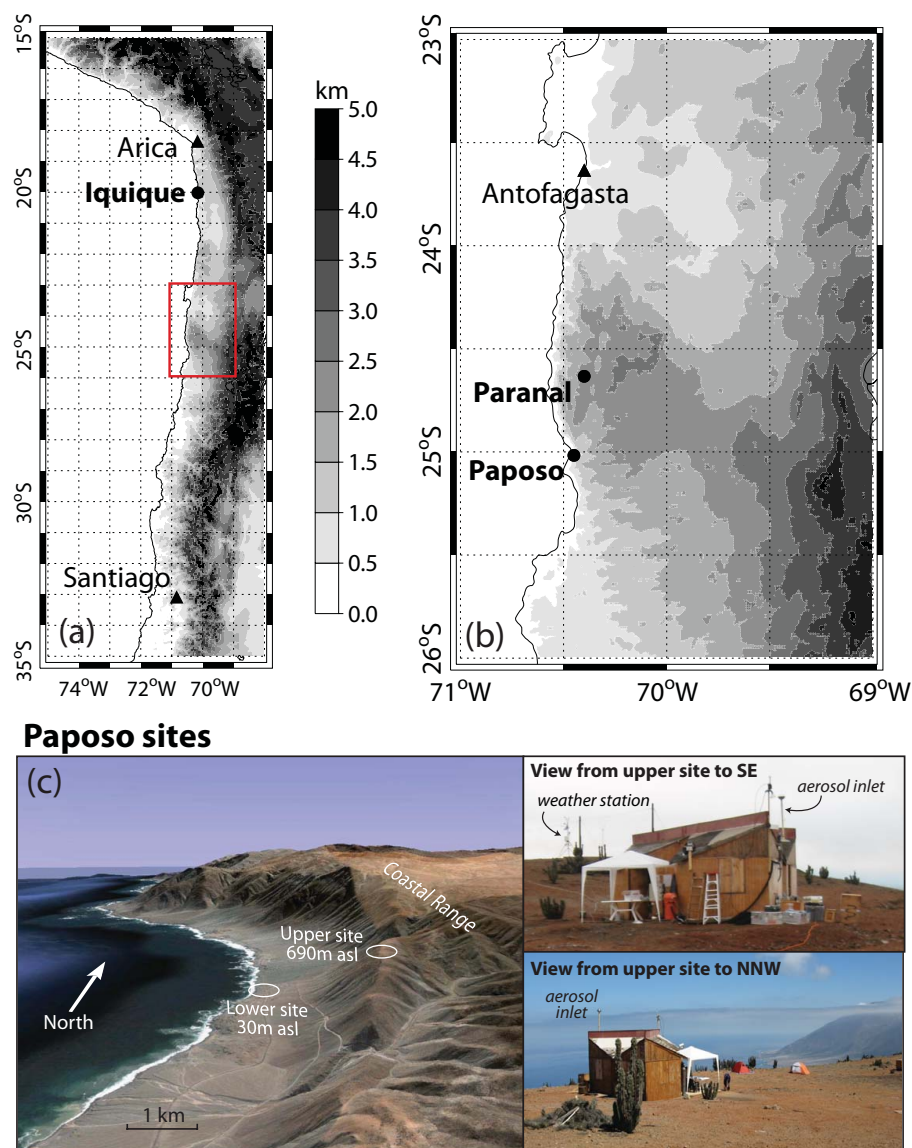 15°S
20°S
25°S
30°S
35°S
74°W 72°W 70°W
Arica
Iquique
Santiago
(a)
km
5.0
4.5
4.0
3.5
3.0
2.5
2.0
1.5
1.0
0.5
0.0
23°S
24°S
25°S
26°S
71°W 70°W 69°W
Antofagasta
Paranal
Paposo
(b)
Paposo sites
(c)
Coastal Range
Upper site
690m asl
Lower site
30m asl
North
1 km
View from upper site to SE
weather station
aerosol inlet
View from upper site to NNW
aerosol
inlet